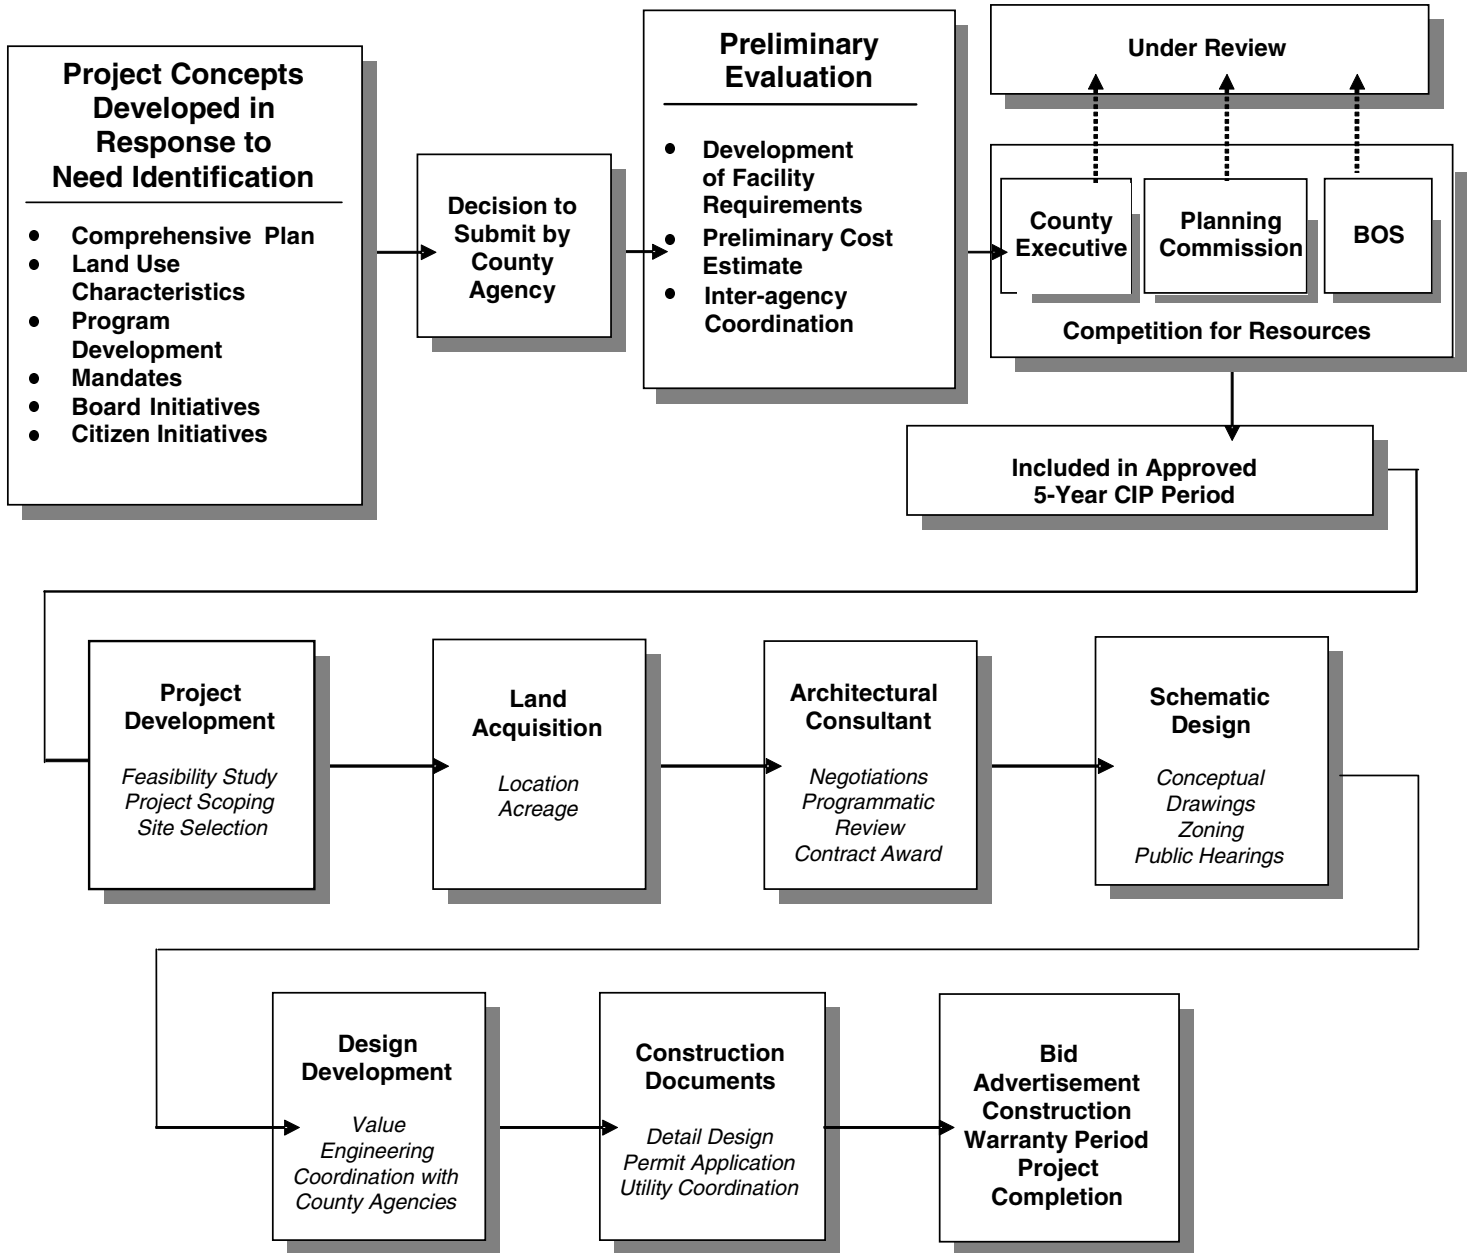 Project Concepts
Developed in
Response to
Need Identification
● Comprehensive Plan
● Land Use
Characteristics
● Program
Development
● Mandates
● Board Initiatives
● Citizen Initiatives
Decision to
Submit by
County
Agency
Preliminary
Evaluation
● Development
of Facility
Requirements
● Preliminary Cost
Estimate
● Inter-agency
Coordination
Under Review
County
Executive
Planning
Commission
BOS
Competition for Resources
Included in Approved
5-Year CIP Period
Project
Development
Feasibility Study
Project Scoping
Site Selection
Land
Acquisition
Location
Acreage
Architectural
Consultant
Negotiations
Programmatic
Review
Contract Award
Schematic
Design
Conceptual
Drawings
Zoning
Public Hearings
Design
Development
Value
Engineering
Coordination with
County Agencies
Construction
Documents
Detail Design
Permit Application
Utility Coordination
Bid
Advertisement
Construction
Warranty Period
Project
Completion